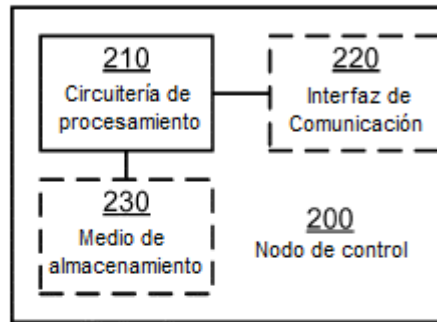 210
Circuitería de
procesamiento
220
Interfaz de
Comunicación
230
Medio de
almacenamiento
200
Nodo de control